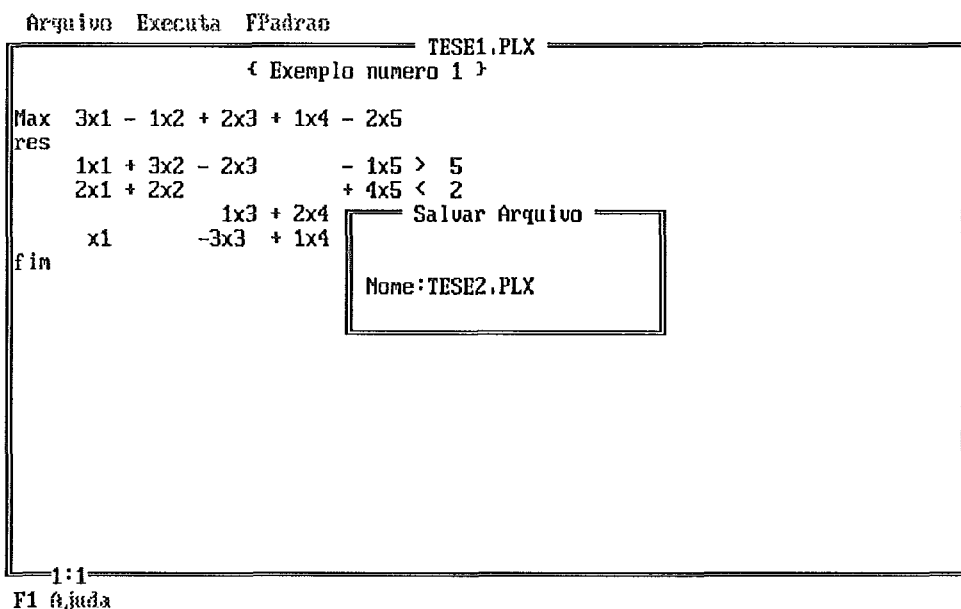 Arquivo Executa FPadrao
TESE1.PLX
{ Exemplo numero 1 }
Max 3x1 - 1x2 + 2x3 + 1x4 - 2x5
res
1x1 + 3x2 - 2x3 - 1x5 > 5
2x1 + 2x2 + 4x5 < 2
1x3 + 2x4
Salvar Arquivo
x1 -3x3 + 1x4
fim
Nome:TESE2.PLX
1:1
F1 Ajuda